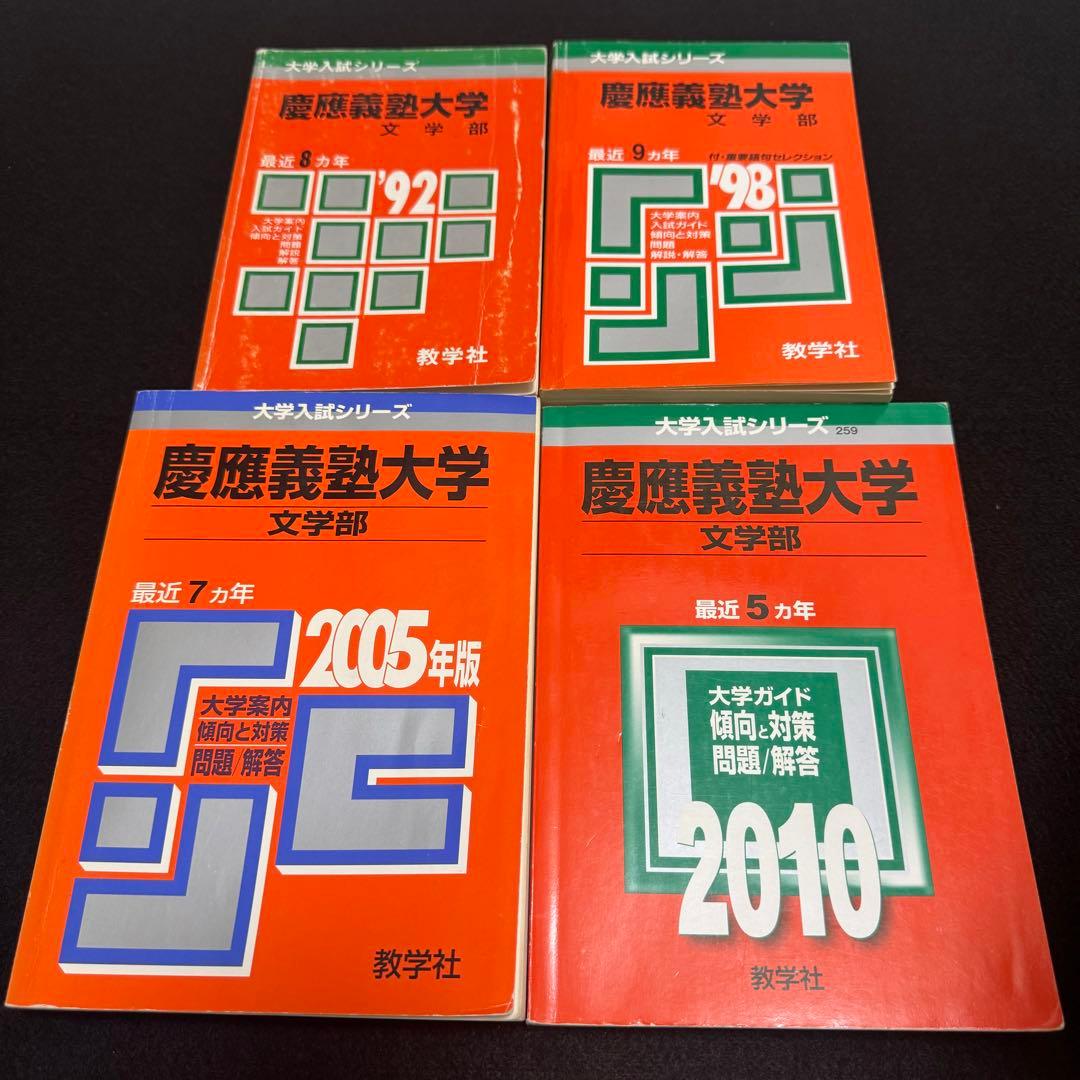 大学入試シリーズ
慶應義塾大学
文学部
最近8カ年
'92
大学案内
入試ガイド
傾向と対策
問題
解説
解答
教学社
大学入試シリーズ
慶應義塾大学
文学部
最近9カ年
付・重要語句セレクション
'98
大学案内
入試ガイド
傾向と対策
問題
解説・解答
教学社
大学入試シリーズ
慶應義塾大学
文学部
最近7カ年
2005年版
大学案内
傾向と対策
問題/解答
教学社
大学入試シリーズ 259
慶應義塾大学
文学部
最近5カ年
大学ガイド
傾向と対策
問題/解答
2010
教学社